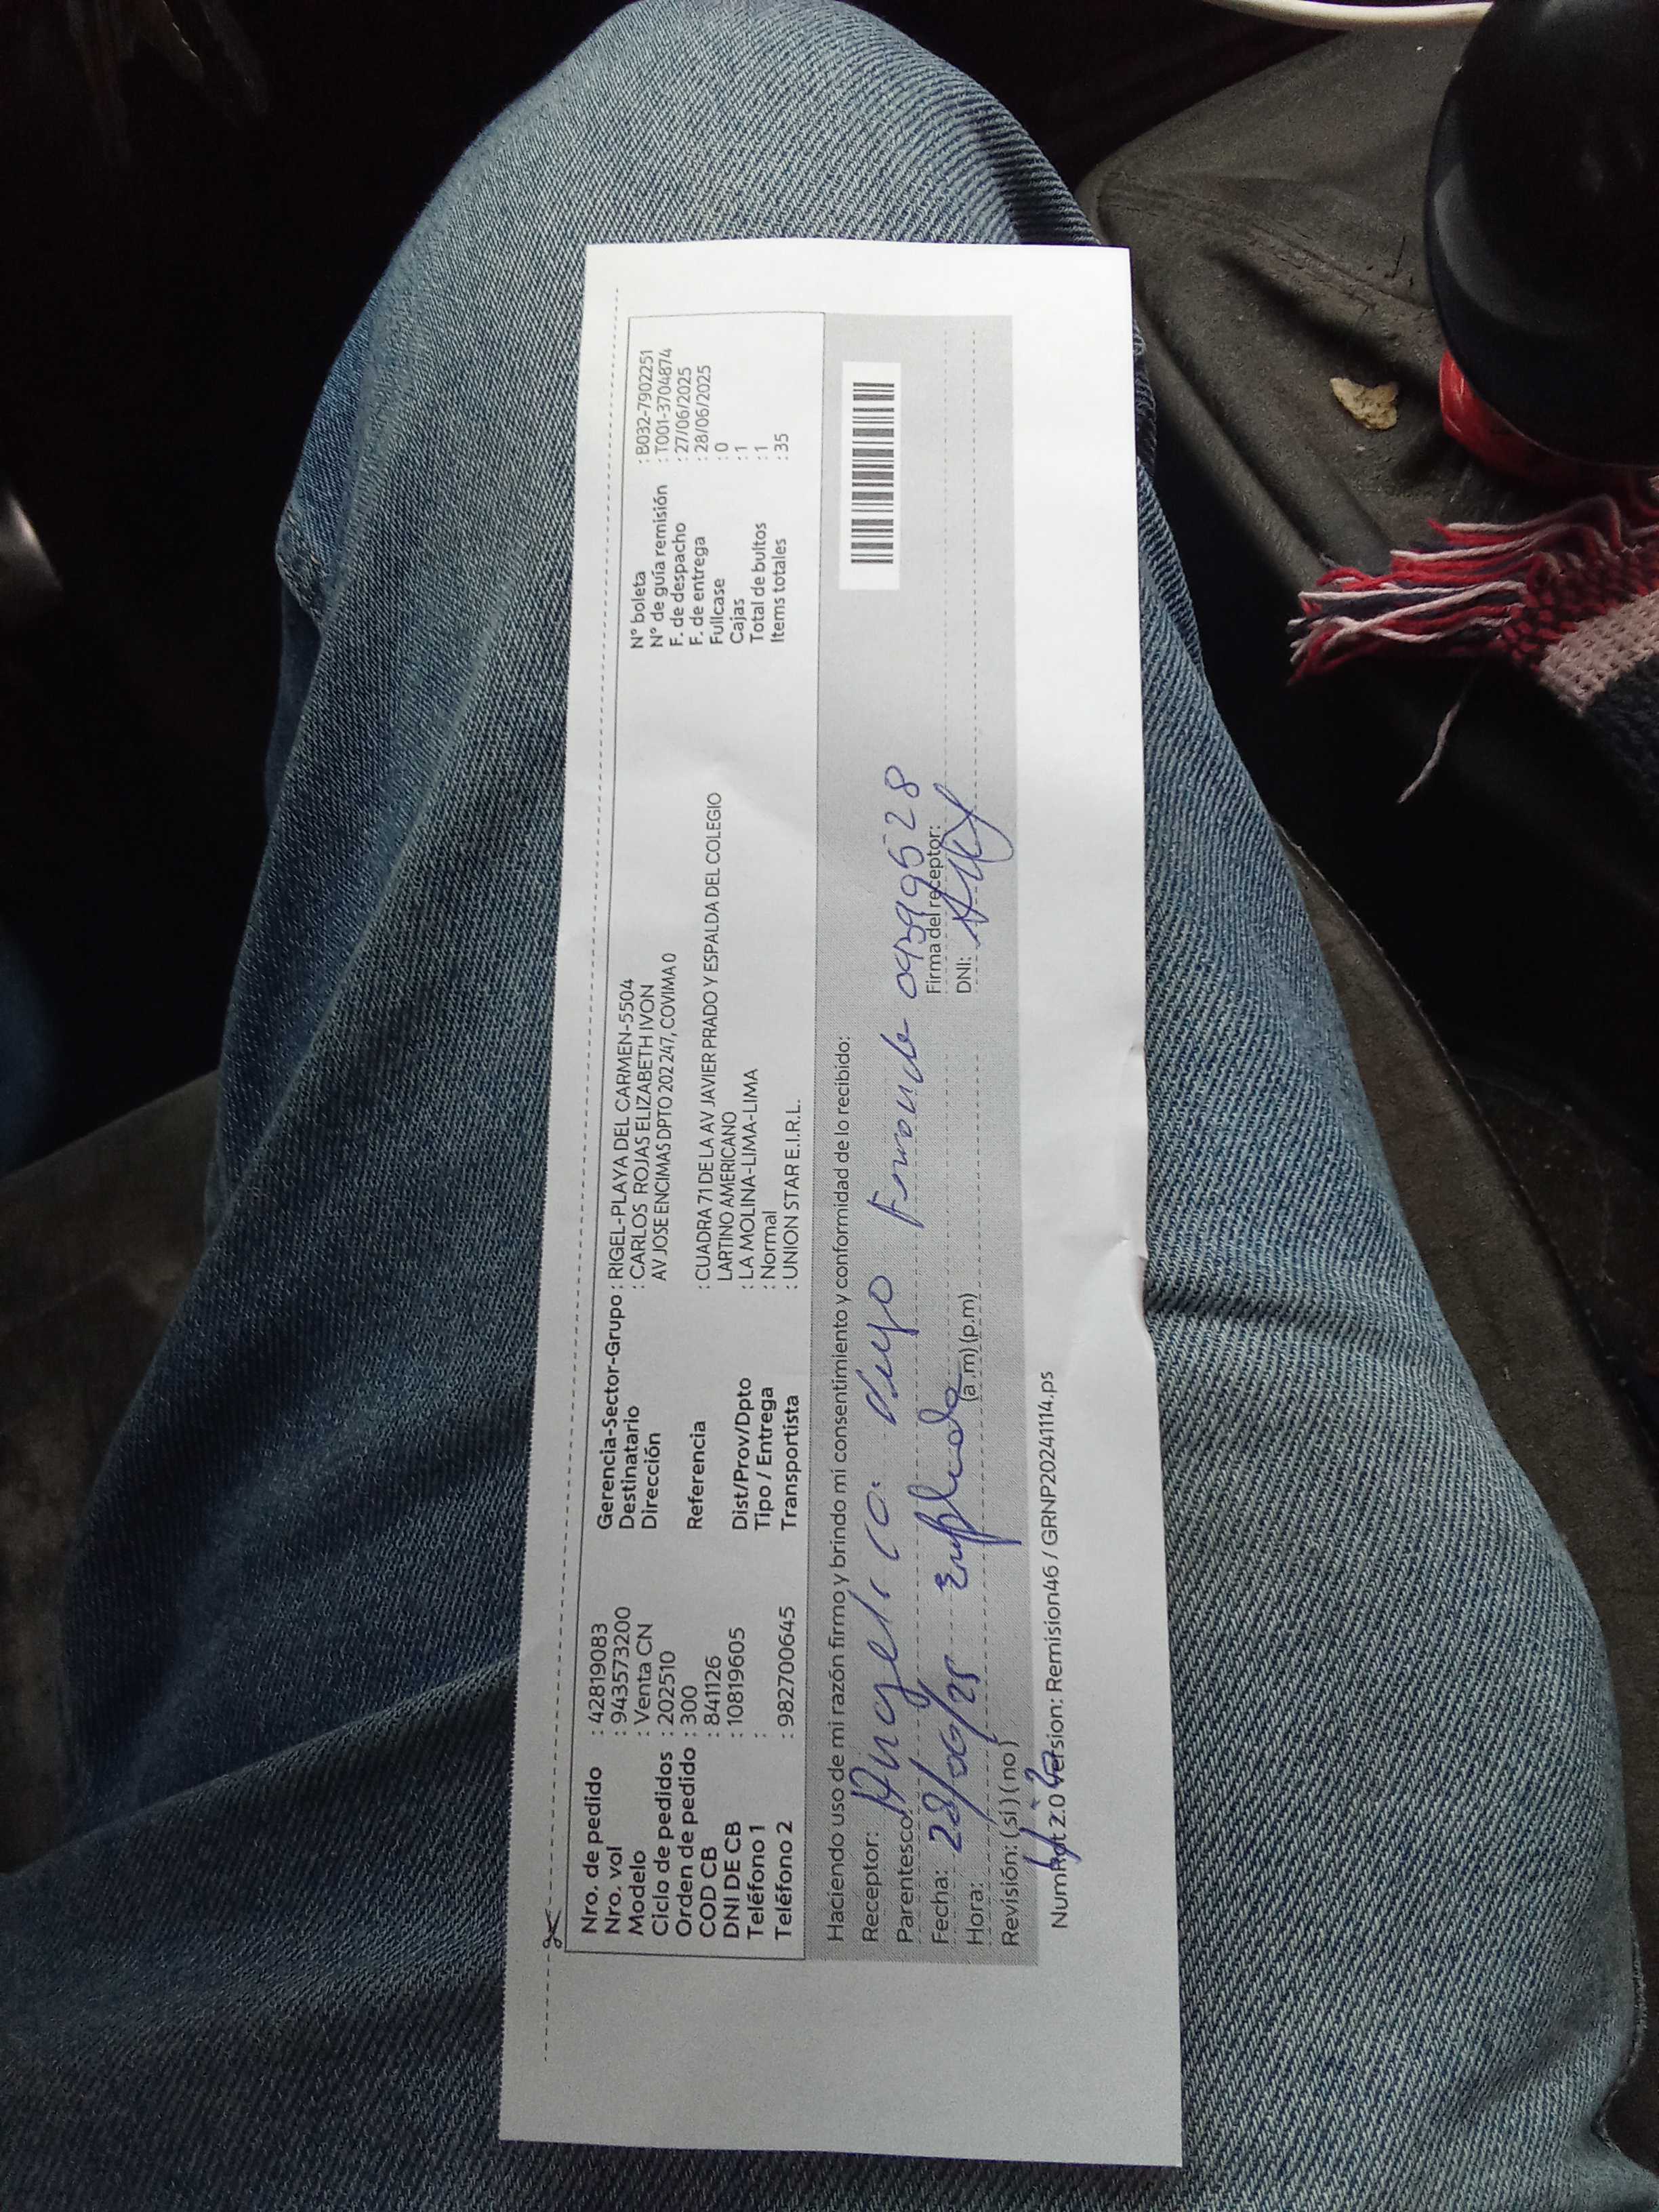 Nro. de pedido : 42819083
Nro. vol : 943573200
Modelo : Venta CN
Ciclo de pedidos : 202510
Orden de pedido : 300
COD CB : 841126
DNI DE CB : 10819605
Teléfono 1 :
Teléfono 2 : 982700645
Gerencia-Sector-Grupo : RIGEL-PLAYA DEL CARMEN-5504
Destinatario : CARLOS ROJAS ELIZABETH IVON
Dirección AV JOSE ENCIMAS DPTO 202 247, COVIMA 0
Referencia : CUADRA 71 DE LA AV JAVIER PRADO Y ESPALDA DEL COLEGIO
LARTINO AMERICANO
Dist/Prov/Dpto : LA MOLINA-LIMA-LIMA
Tipo / Entrega : Normal
Transportista : UNION STAR E.I.R.L.
N° boleta : B032-7902251
N° de guía remisión : T001-3704874
F. de despacho : 27/06/2025
F. de entrega : 28/06/2025
Fullcase : 0
Cajas : 1
Total de bultos : 1
Items totales : 35
Haciendo uso de mi razón firmo y brindo mi consentimiento y conformidad de lo recibido:
Receptor: Angelica
Parentesco:
Fecha: 28/06/25 Empleada
Hora: (a .m) (p.m)
Revisión: ( si ) ( no )
Firma del receptor:
DNI:
NumRpt 2.0 Version: Remision46 / GRNP20241114.ps